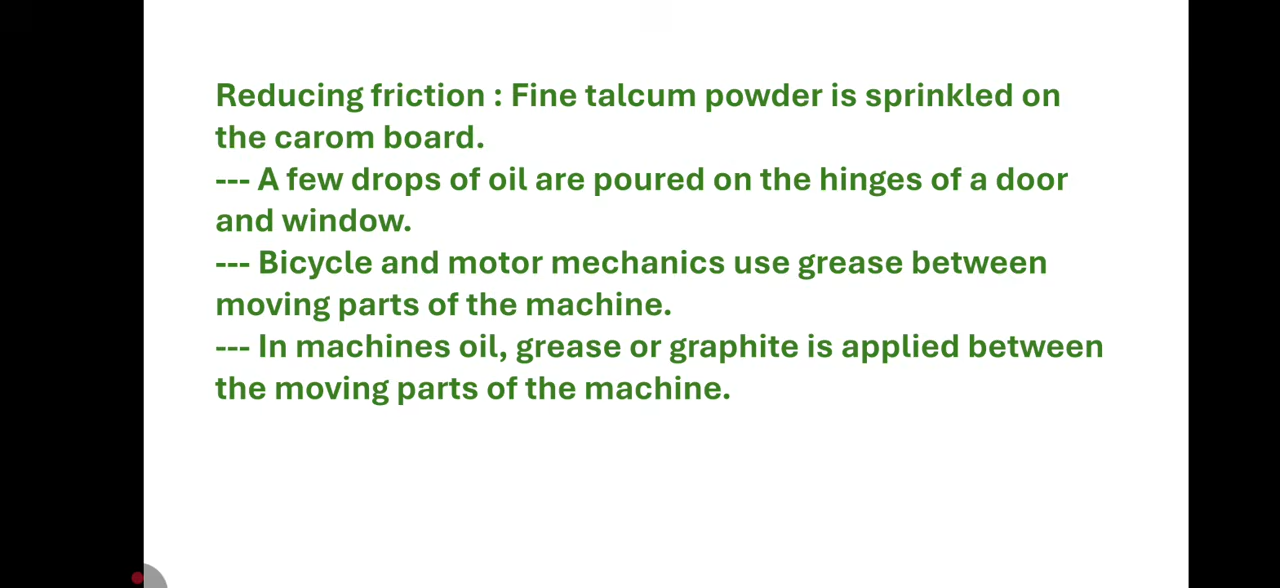 Reducing friction : Fine talcum powder is sprinkled on
the carom board.
--- A few drops of oil are poured on the hinges of a door
and window.
--- Bicycle and motor mechanics use grease between
moving parts of the machine.
--- In machines oil, grease or graphite is applied between
the moving parts of the machine.